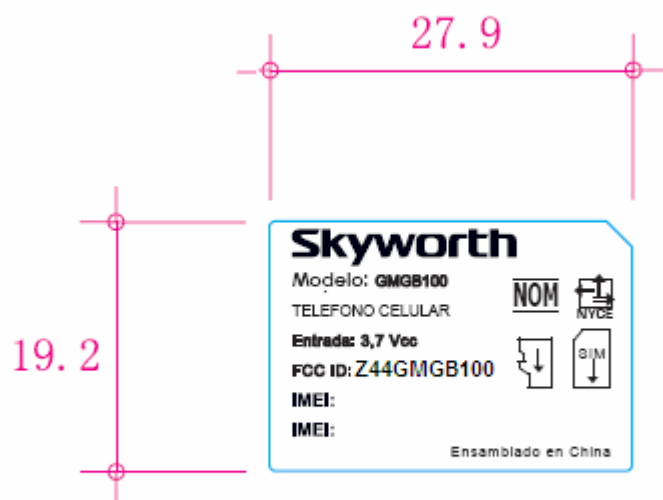 27.9
19.2
Skyworth
Modelo: GMGB100
TELEFONO CELULAR
NOM
NYCE
Entrada: 3,7 Vcc
FCC ID: Z44GMGB100
SIM
IMEI:
IMEI:
Ensamblado en China